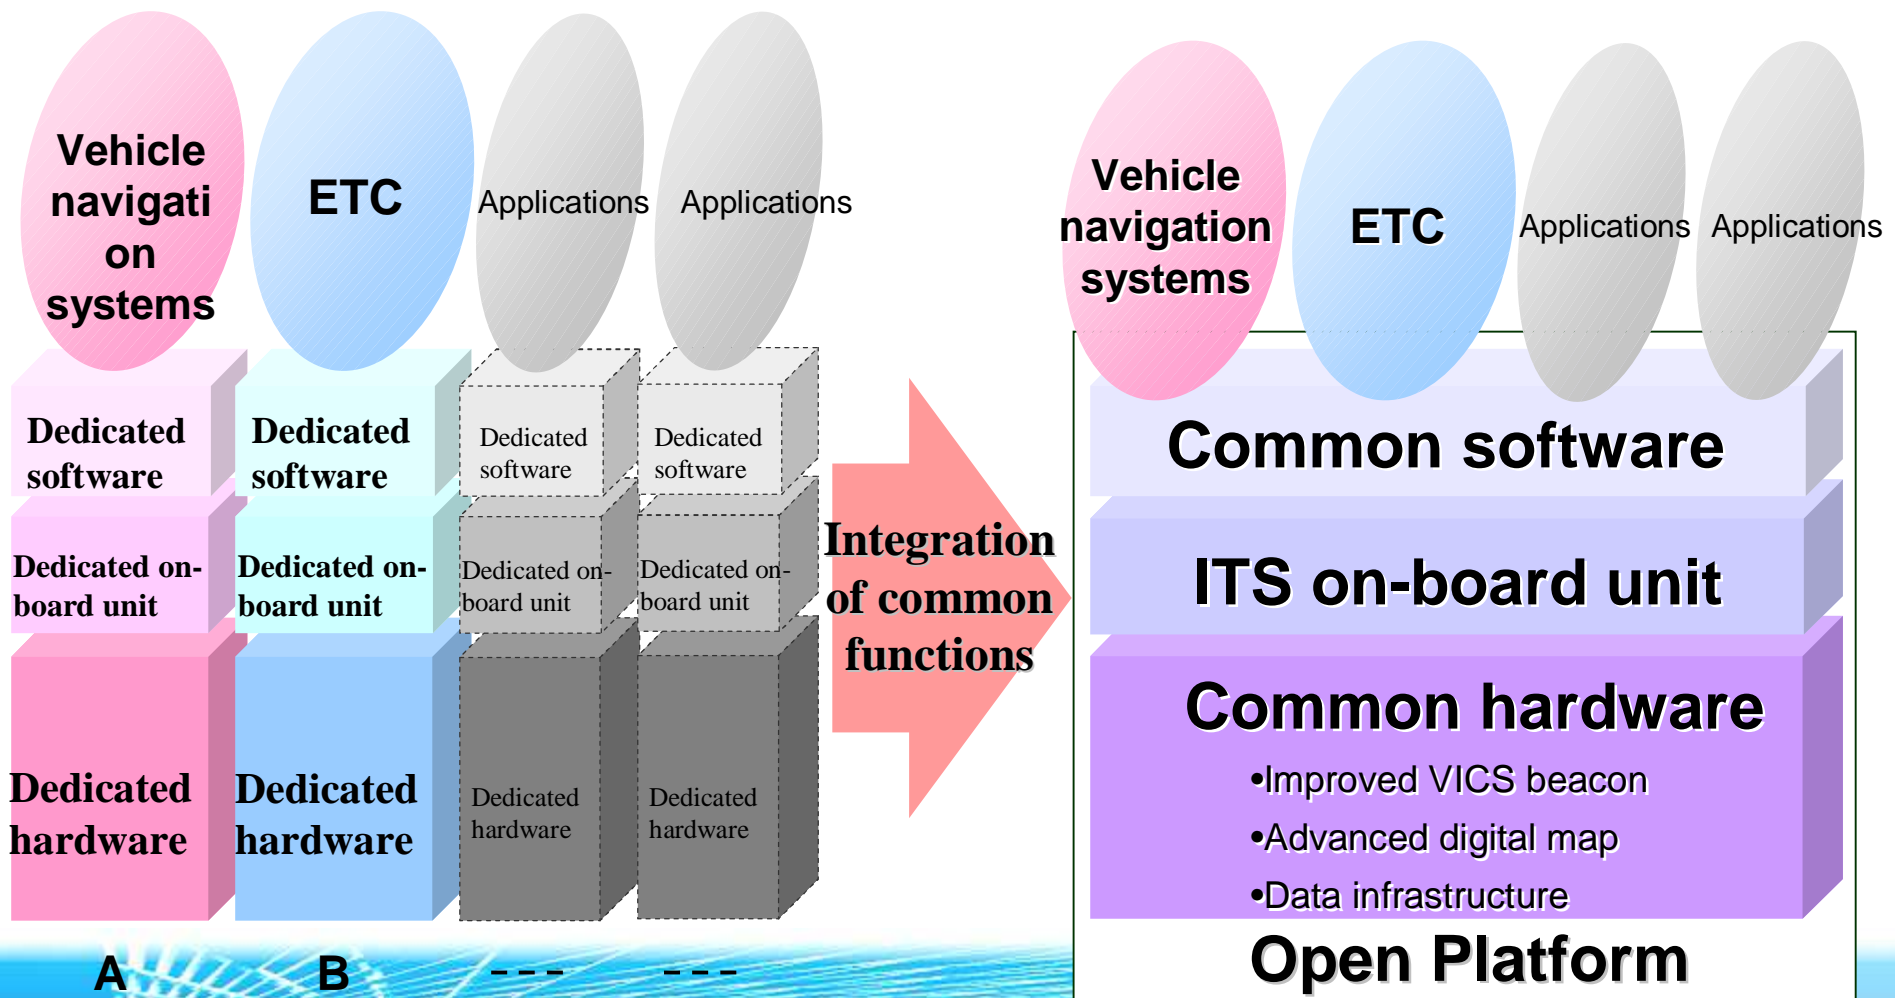 Vehicle
navigati
on
systems
ETC
Applications
Applications
Dedicated
software
Dedicated
software
Dedicated
software
Dedicated
software
Dedicated on-
board unit
Dedicated on-
board unit
Dedicated on-
board unit
Dedicated on-
board unit
Dedicated
hardware
Dedicated
hardware
Dedicated
hardware
Dedicated
hardware
A
B
---
---
Integration
of common
functions
Vehicle
navigation
systems
ETC
Applications
Applications
Common software
ITS on-board unit
Common hardware
•Improved VICS beacon
•Advanced digital map
•Data infrastructure
Open Platform